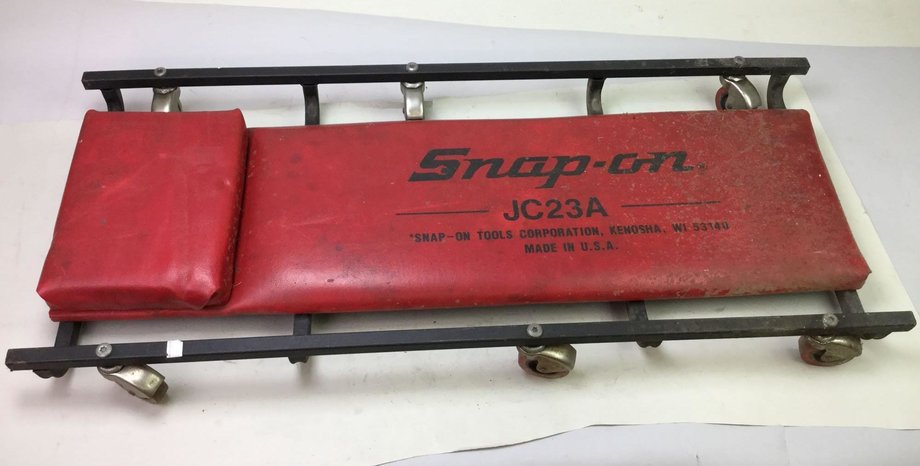 Snap-on
JC23A
*SNAP-ON TOOLS CORPORATION, KENOSHA, WI 53140
MADE IN U.S.A.